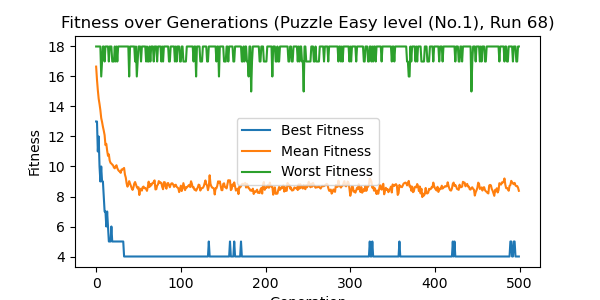 Fitness over Generations (Puzzle Easy level (No.1), Run 68)
Fitness
18
16
14
12
10
8
6
4
Best Fitness
Mean Fitness
Worst Fitness
0
100
200
300
400
500
Generation